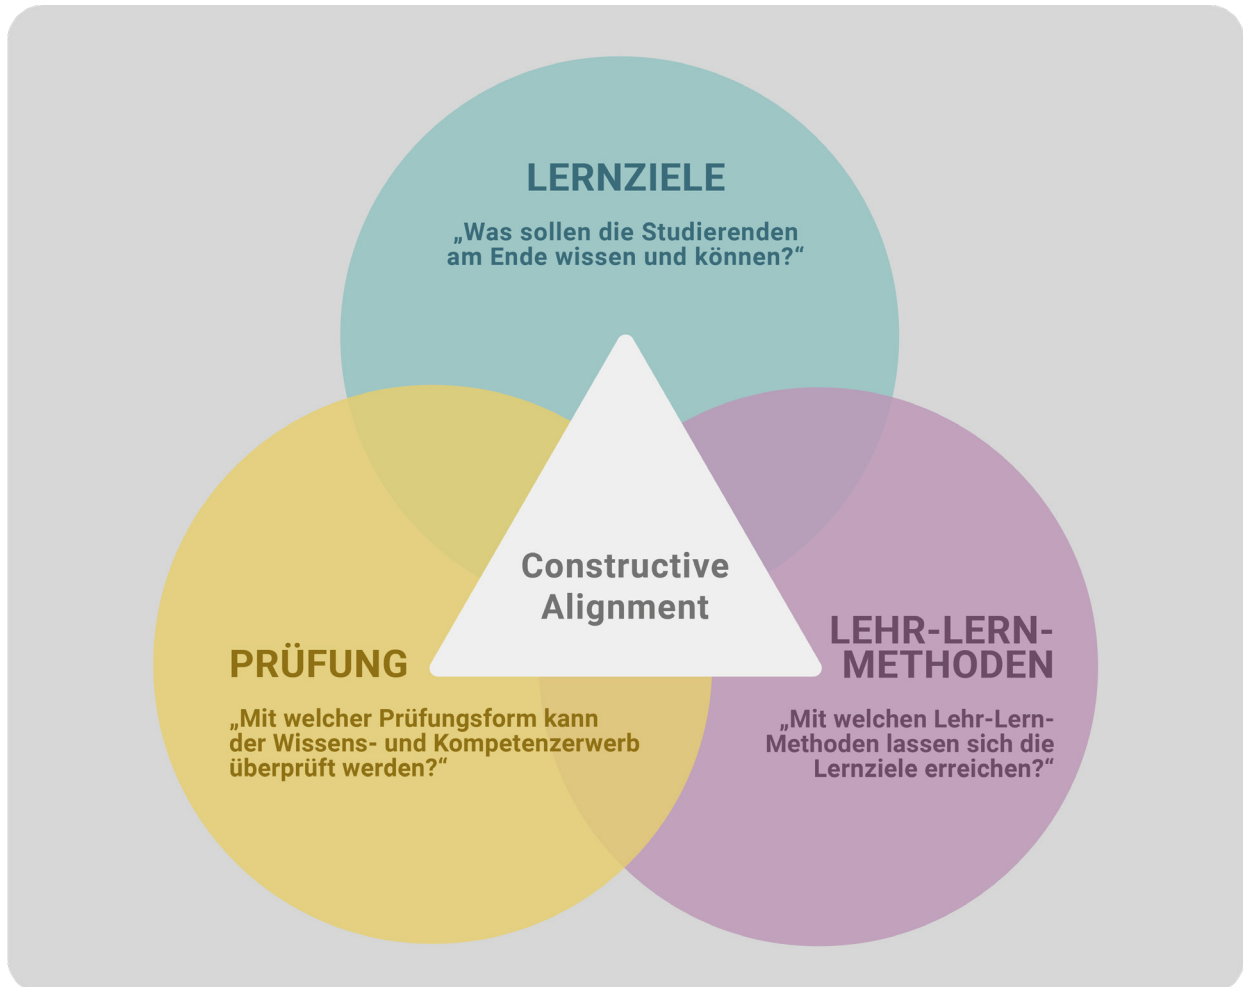 LERNZIELE
„Was sollen die Studierenden
am Ende wissen und können?“
Constructive
Alignment
PRÜFUNG
„Mit welcher Prüfungsform kann
der Wissens- und Kompetenzerwerb
überprüft werden?“
LEHR-LERN-
METHODEN
„Mit welchen Lehr-Lern-
Methoden lassen sich die
Lernziele erreichen?“